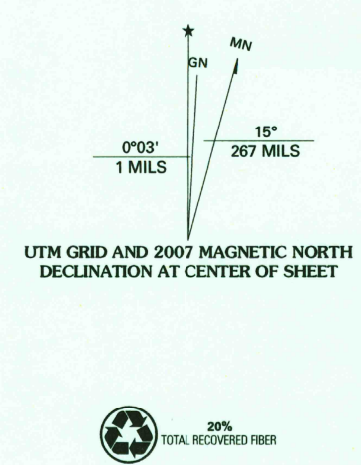 MN
GN
0°03'
1 MILS
15°
267 MILS
UTM GRID AND 2007 MAGNETIC NORTH
DECLINATION AT CENTER OF SHEET
20%
TOTAL RECOVERED FIBER